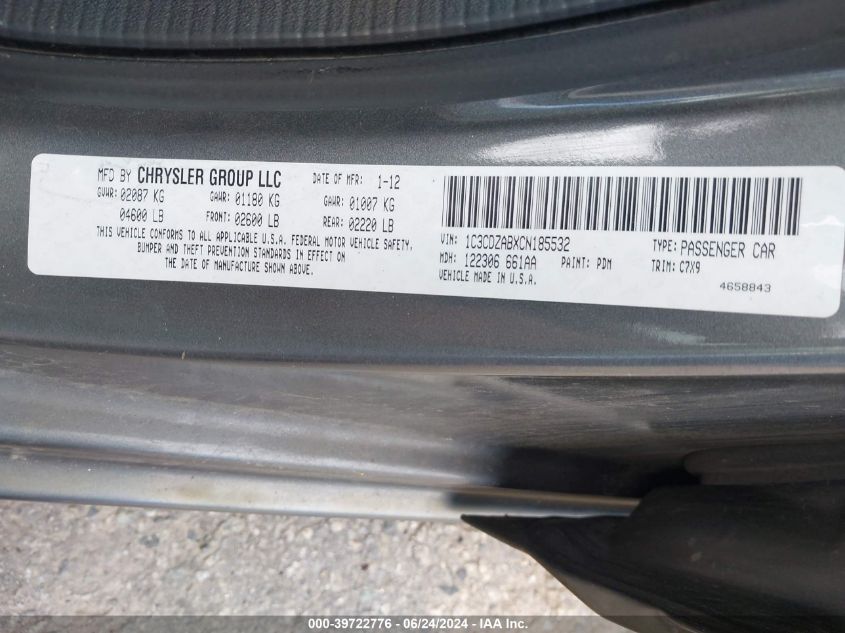 MFD BY CHRYSLER GROUP LLC DATE OF MFR: 1-12
GVWR: 02087 KG GAWR: 01180 KG GAWR: 01007 KG
04600 LB FRONT: 02600 LB REAR: 02220 LB
THIS VEHICLE CONFORMS TO ALL APPLICABLE U.S.A. FEDERAL MOTOR VEHICLE SAFETY,
BUMPER AND THEFT PREVENTION STANDARDS IN EFFECT ON
THE DATE OF MANUFACTURE SHOWN ABOVE.
VIN: 1C3CDZABXCN185532 TYPE: PASSENGER CAR
MDH: 122306 661AA PAINT: PDM TRIM: C7X9
VEHICLE MADE IN U.S.A.
4658843
000-39722776 - 06/24/2024 - IAA Inc.